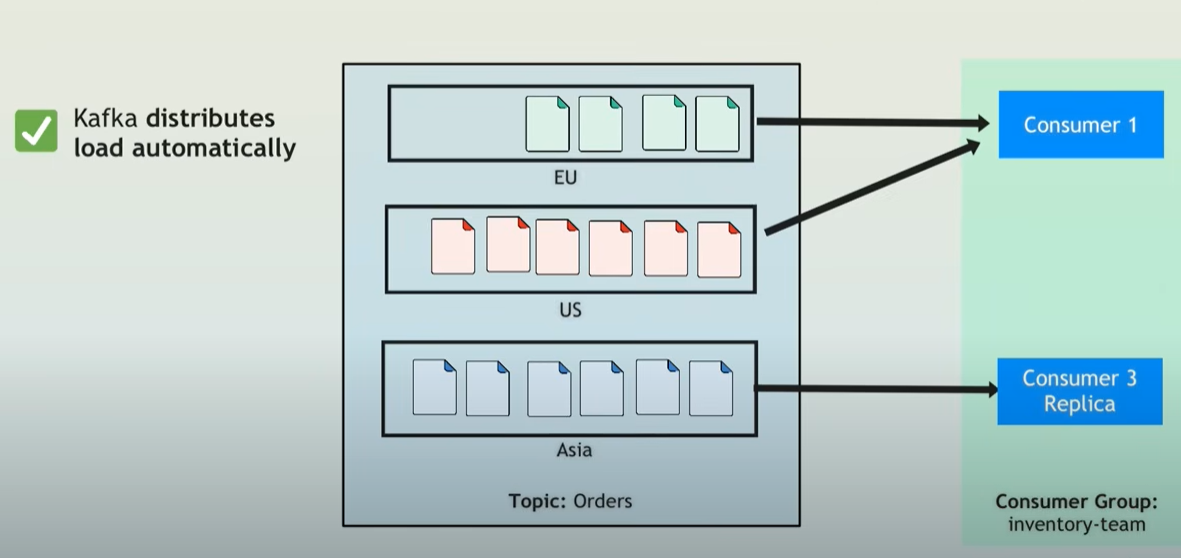 Kafka distributes
load automatically
EU
US
Asia
Topic: Orders
Consumer 1
Consumer 3
Replica
Consumer Group:
inventory-team